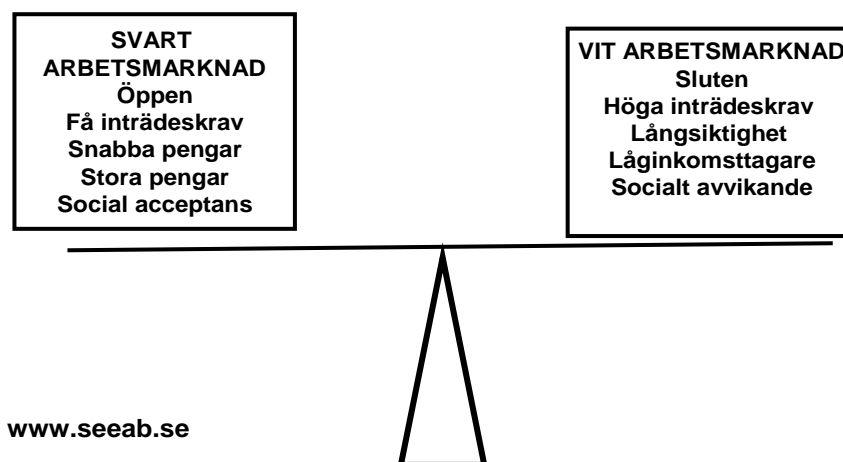 SVART
ARBETSMARKNAD
Öppen
Få inträdeskrav
Snabba pengar
Stora pengar
Social acceptans
VIT ARBETSMARKNAD
Sluten
Höga inträdeskrav
Långsiktighet
Låginkomsttagare
Socialt avvikande
www.seeab.se